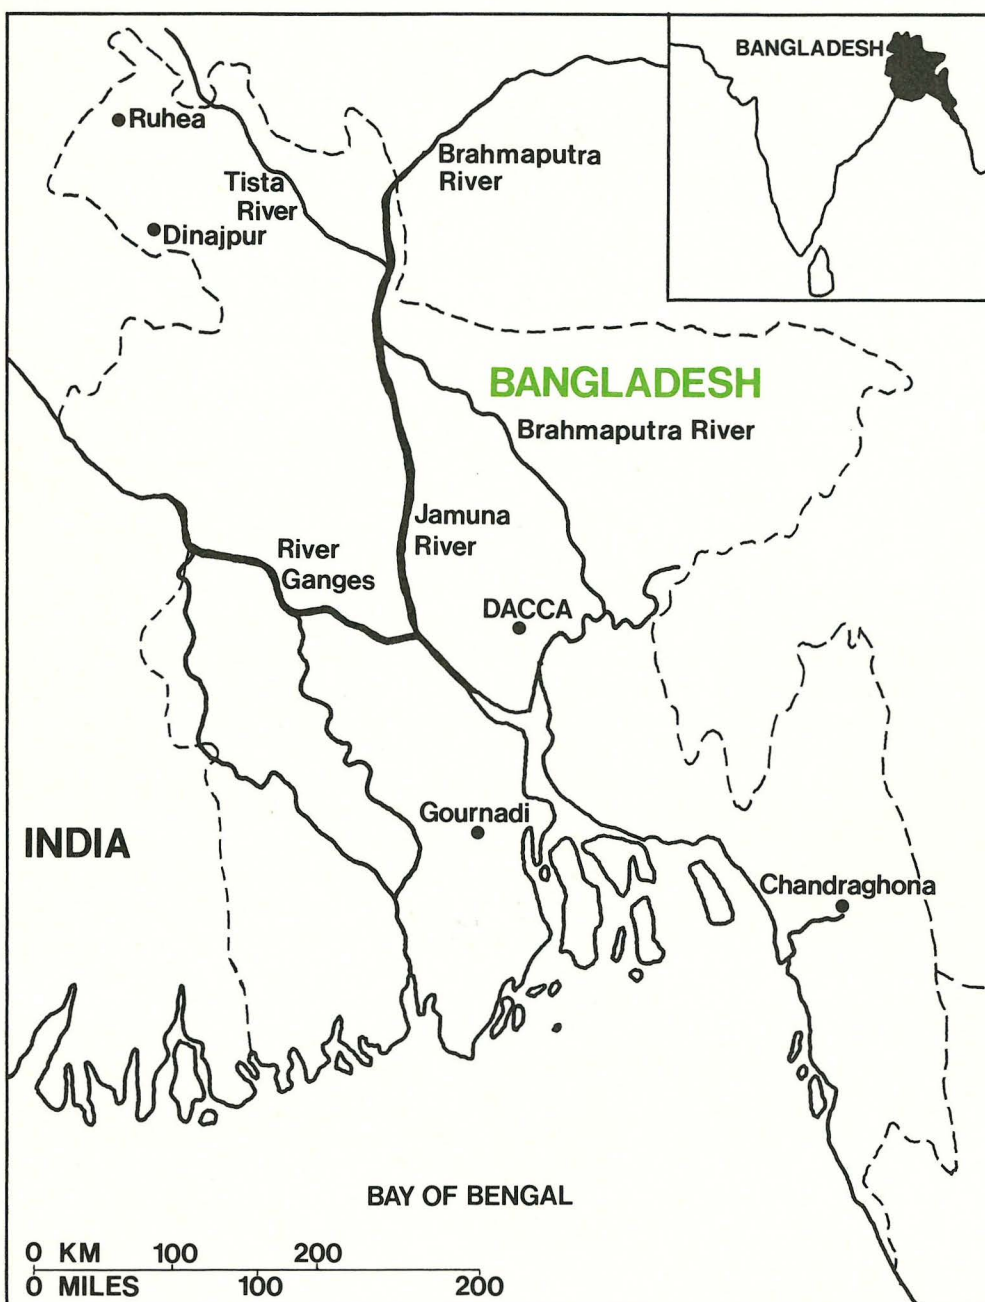 BANGLADESH
Ruhea
Brahmaputra
River
Tista
River
Dinajpur
BANGLADESH
Brahmaputra River
Jamuna
River
River
Ganges
DACCA
Gournadi
INDIA
Chandraghona
BAY OF BENGAL
0 KM 100 200
0 MILES 100 200